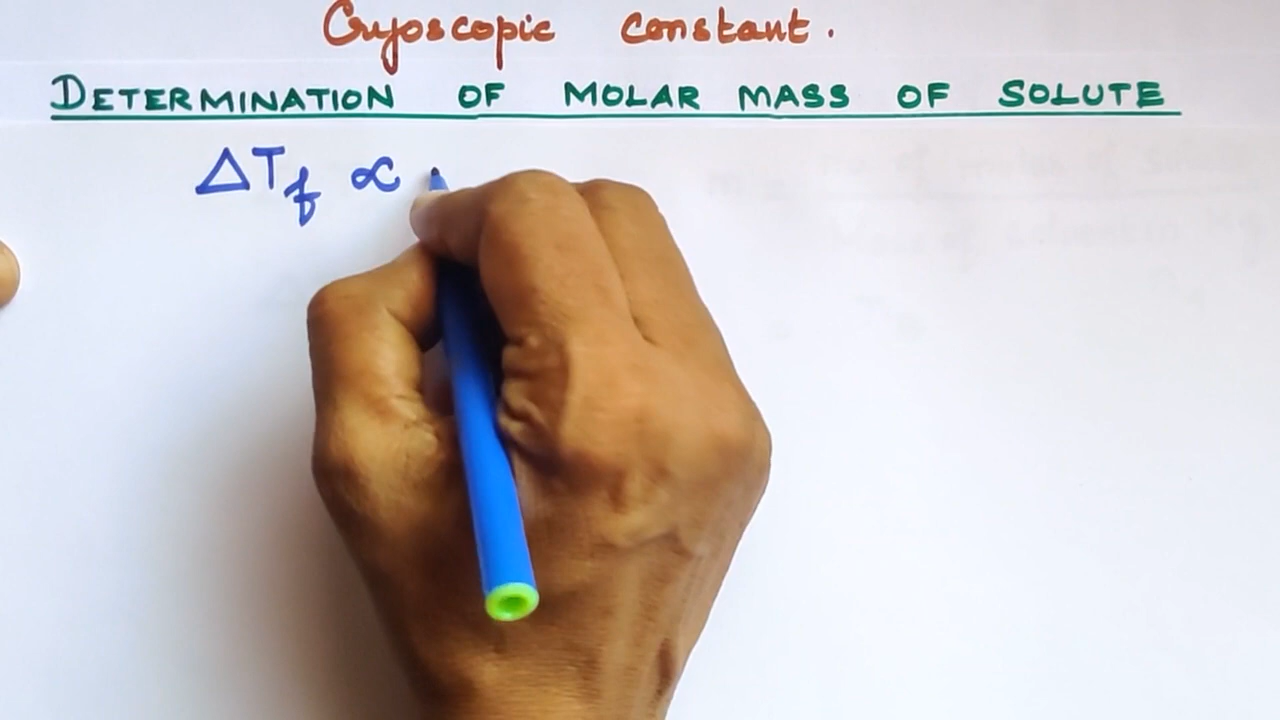 Cryoscopic constant.
DETERMINATION OF MOLAR MASS OF SOLUTE
ΔTf ∝